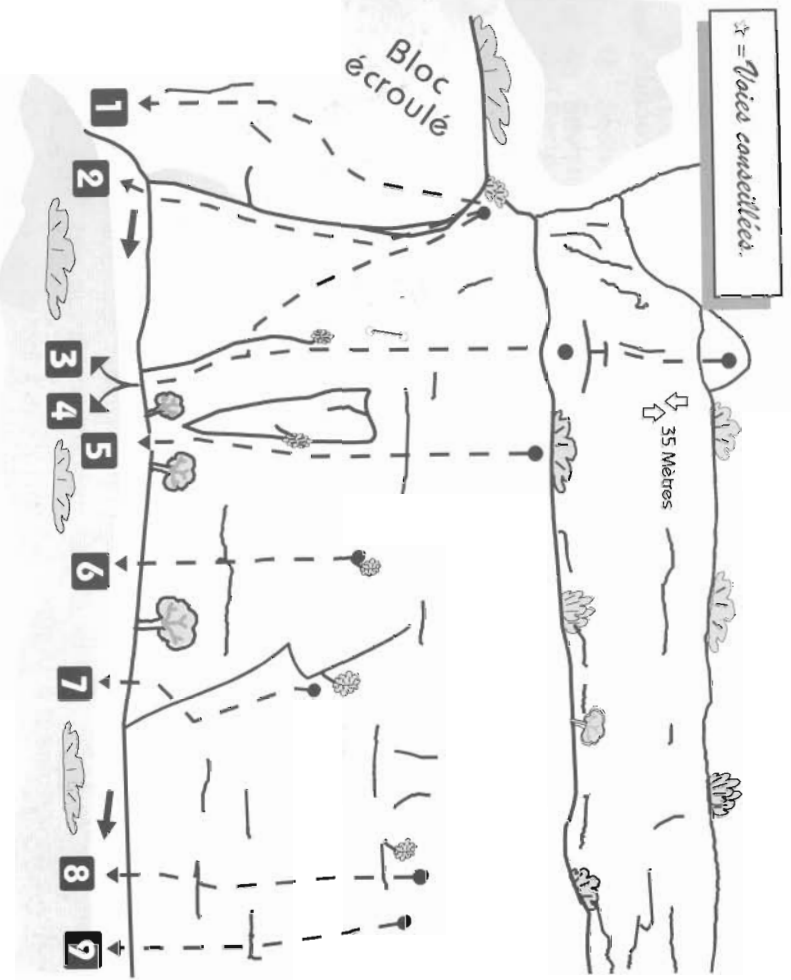 ☆ = Voies conseillées.
Bloc
écroulé
35 Mètres
1
2
3
4
5
6
7
8
9